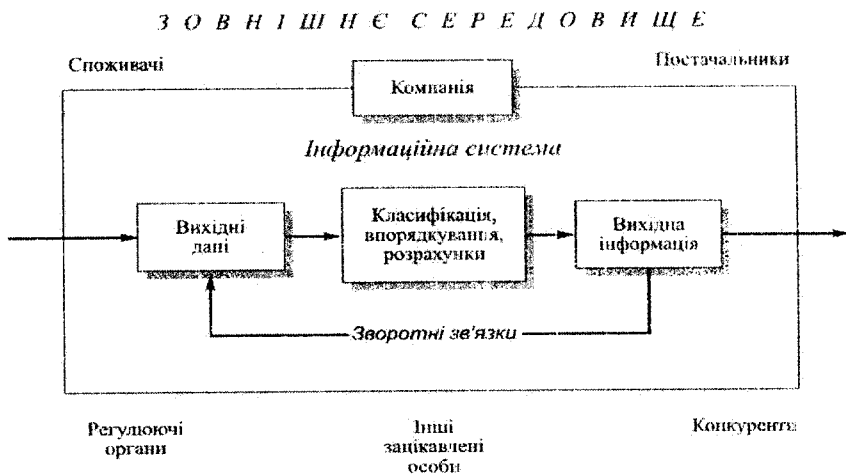 ЗОВНІШНЄ СЕРЕДОВИЩЕ
Споживачі
Постачальники
Компанія
Інформаційна система
Вихідні
дані
Класифікація,
впорядкування,
розрахунки
Вихідна
інформація
Зворотні зв'язки
Регулюючі
органи
Інші
зацікавлені
особи
Конкуренти